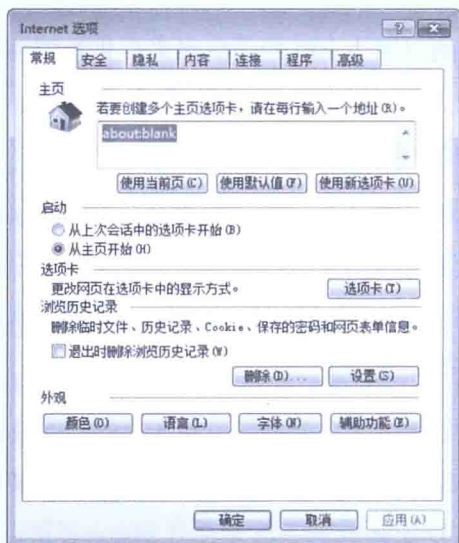 Internet 选项
常规 安全 隐私 内容 连接 程序 高级
主页
若要创建多个主页选项卡，请在每行输入一个地址(R)。
about:blank
使用当前页(C) 使用默认值(F) 使用新选项卡(U)
启动
从上次会话中的选项卡开始(B)
从主页开始(H)
选项卡
更改网页在选项卡中的显示方式。 选项卡(T)
浏览历史记录
删除临时文件、历史记录、Cookie、保存的密码和网页表单信息。
退出时删除浏览历史记录(W)
删除(D)... 设置(S)
外观
颜色(O) 语言(L) 字体(N) 辅助功能(E)
确定 取消 应用(A)